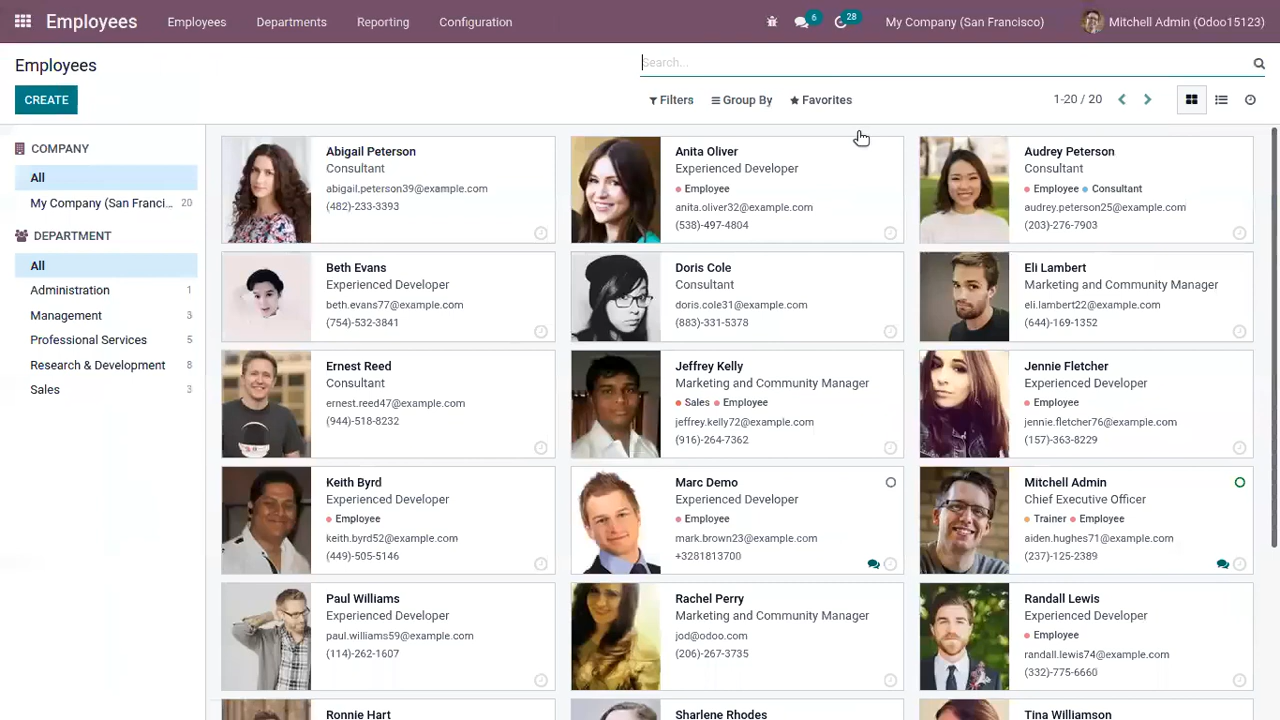 Employees Employees Departments Reporting Configuration 6 28 My Company (San Francisco) Mitchell Admin (Odoo15123)
Employees
Search...
CREATE
Filters Group By Favorites 1-20 / 20
COMPANY
All
My Company (San Franci... 20
DEPARTMENT
All
Administration 1
Management 3
Professional Services 5
Research & Development 8
Sales 3
Abigail Peterson
Consultant
abigail.peterson39@example.com
(482)-233-3393
Anita Oliver
Experienced Developer
Employee
anita.oliver32@example.com
(538)-497-4804
Audrey Peterson
Consultant
Employee Consultant
audrey.peterson25@example.com
(203)-276-7903
Beth Evans
Experienced Developer
beth.evans77@example.com
(754)-532-3841
Doris Cole
Consultant
doris.cole31@example.com
(883)-331-5378
Eli Lambert
Marketing and Community Manager
eli.lambert22@example.com
(644)-169-1352
Ernest Reed
Consultant
ernest.reed47@example.com
(944)-518-8232
Jeffrey Kelly
Marketing and Community Manager
Sales Employee
jeffrey.kelly72@example.com
(916)-264-7362
Jennie Fletcher
Experienced Developer
Employee
jennie.fletcher76@example.com
(157)-363-8229
Keith Byrd
Experienced Developer
Employee
keith.byrd52@example.com
(449)-505-5146
Marc Demo
Experienced Developer
Employee
mark.brown23@example.com
+3281813700
Mitchell Admin
Chief Executive Officer
Trainer Employee
aiden.hughes71@example.com
(237)-125-2389
Paul Williams
Experienced Developer
paul.williams59@example.com
(114)-262-1607
Rachel Perry
Marketing and Community Manager
jod@odoo.com
(206)-267-3735
Randall Lewis
Experienced Developer
Employee
randall.lewis74@example.com
(332)-775-6660
Ronnie Hart
Sharlene Rhodes
Tina Williamson